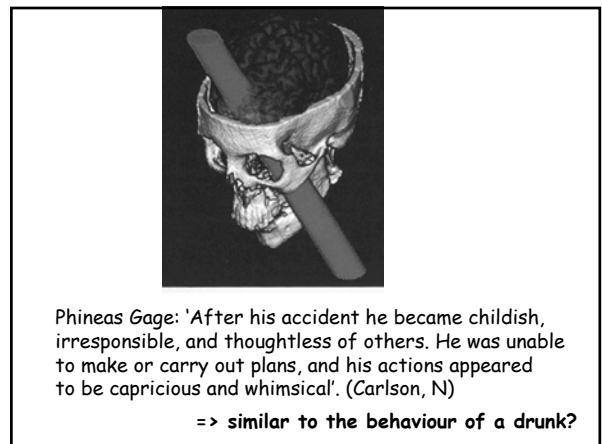 Phineas Gage: ‘After his accident he became childish,
irresponsible, and thoughtless of others. He was unable
to make or carry out plans, and his actions appeared
to be capricious and whimsical’. (Carlson, N)
=> similar to the behaviour of a drunk?